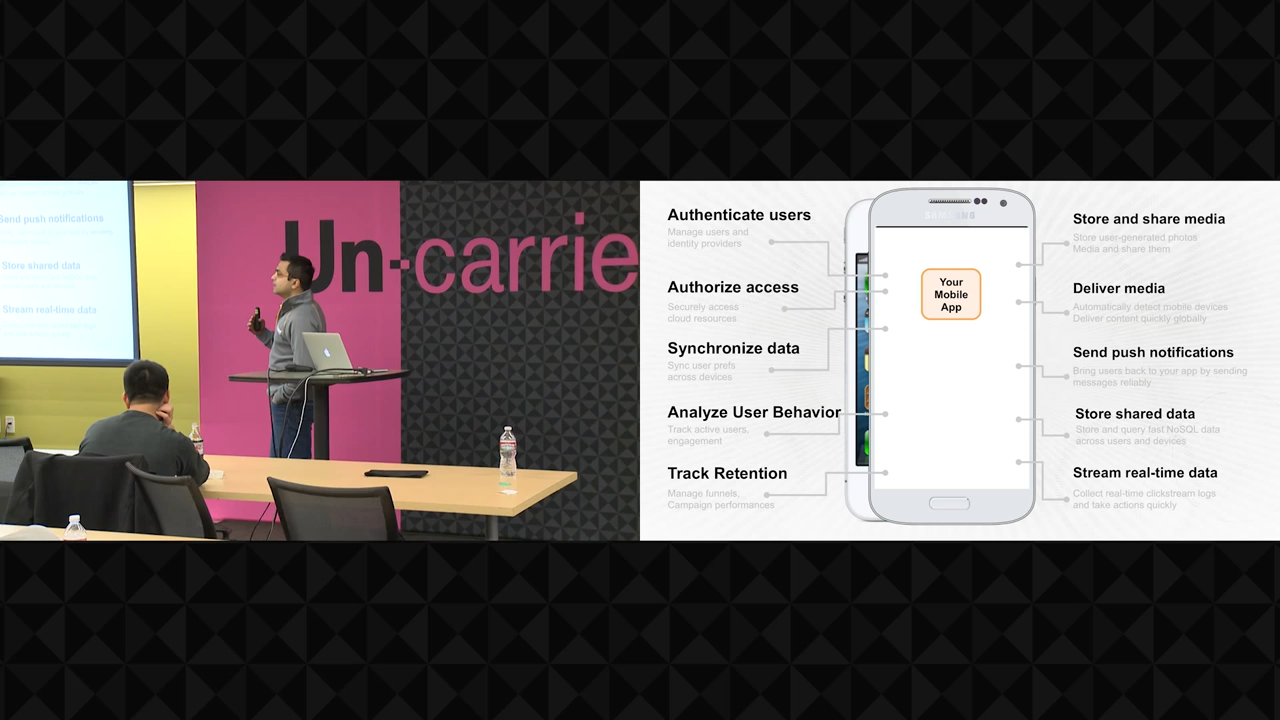 Send push notifications
Store shared data
Stream real-time data
Un-carrie
Authenticate users
Manage users and
identity providers
Authorize access
Securely access
cloud resources
Synchronize data
Sync user prefs
across devices
Analyze User Behavior
Track active users,
engagement
Track Retention
Manage funnels,
Campaign performances
SAMSUNG
Your
Mobile
App
Store and share media
Store user-generated photos
Media and share them
Deliver media
Automatically detect mobile devices
Deliver content quickly globally
Send push notifications
Bring users back to your app by sending
messages reliably
Store shared data
Store and query fast NoSQL data
across users and devices
Stream real-time data
Collect real-time clickstream logs
and take actions quickly